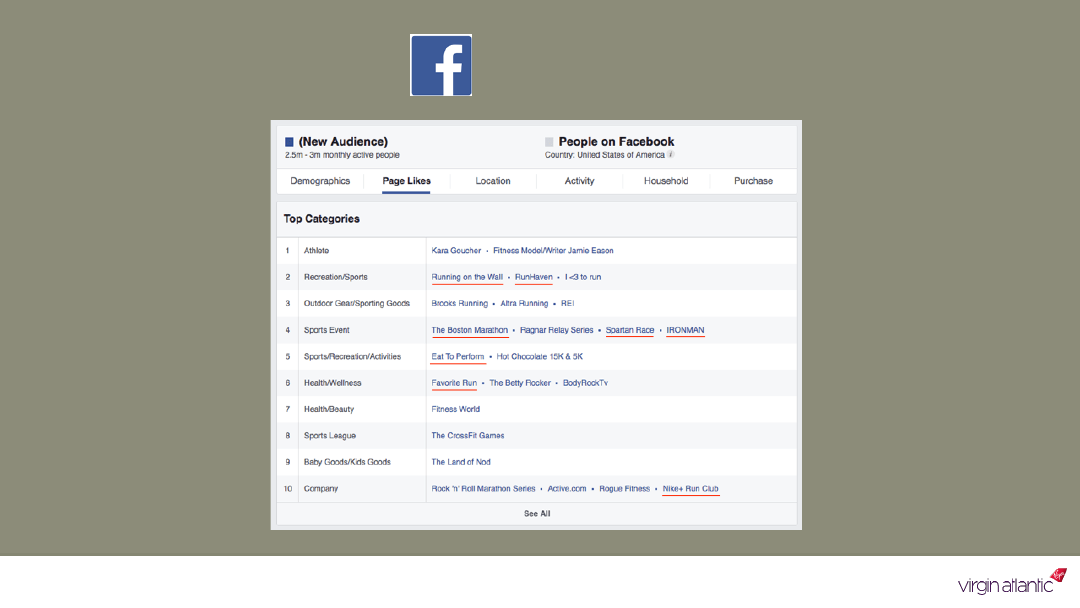 f
(New Audience)
2.5m - 3m monthly active people
People on Facebook
Country: United States of America
Demographics Page Likes Location Activity Household Purchase
Top Categories
1 Athlete Kara Goucher • Fitness Model/Writer Jamie Eason
2 Recreation/Sports Running on the Wall • RunHaven • I <3 to run
3 Outdoor Gear/Sporting Goods Brooks Running • Altra Running • REI
4 Sports Event The Boston Marathon • Ragnar Relay Series • Spartan Race • IRONMAN
5 Sports/Recreation/Activities Eat To Perform • Hot Chocolate 15K & 5K
6 Health/Wellness Favorite Run • The Betty Rocker • BodyRockTv
7 Health/Beauty Fitness World
8 Sports League The CrossFit Games
9 Baby Goods/Kids Goods The Land of Nod
10 Company Rock 'n' Roll Marathon Series • Active.com • Rogue Fitness • Nike+ Run Club
See All
virgin atlantic
Virgin